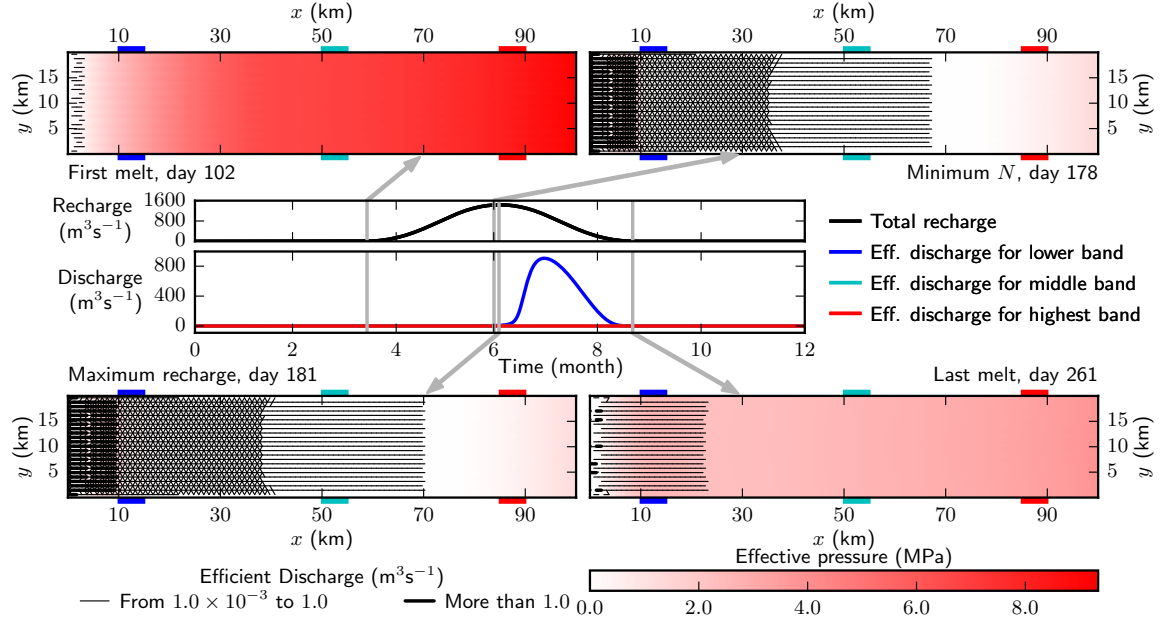 x (km)
x (km)
10 30 50 70 90
10 30 50 70 90
y (km)
15
10
5
15
10
5
y (km)
First melt, day 102
Minimum N, day 178
Recharge
(m³s⁻¹)
1600
800
0
Discharge
(m³s⁻¹)
800
400
0
0 2 4 6 8 10 12
Time (month)
Total recharge
Eff. discharge for lower band
Eff. discharge for middle band
Eff. discharge for highest band
Maximum recharge, day 181
Last melt, day 261
y (km)
15
10
5
15
10
5
y (km)
10 30 50 70 90
10 30 50 70 90
x (km)
x (km)
Efficient Discharge (m³s⁻¹)
From 1.0 × 10⁻³ to 1.0
More than 1.0
Effective pressure (MPa)
0.0 2.0 4.0 6.0 8.0